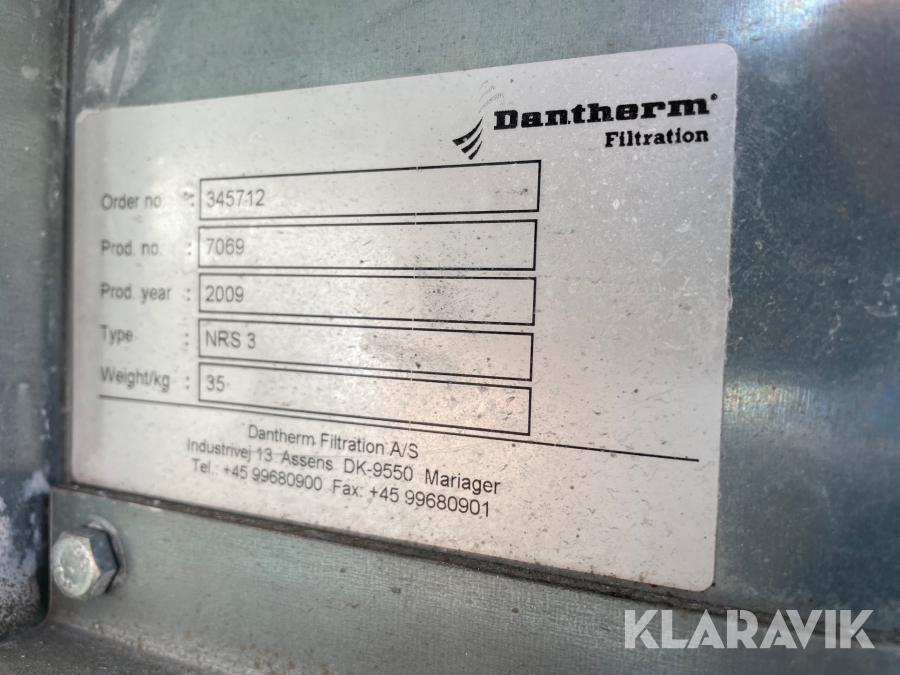 Dantherm®
Filtration
Order no. : 345712
Prod. no. : 7069
Prod. year : 2009
Type : NRS 3
Weight/kg : 35
Dantherm Filtration A/S
Industrivej 13 Assens DK-9550 Mariager
Tel.: +45 99680900 Fax: +45 99680901
KLARAVIK